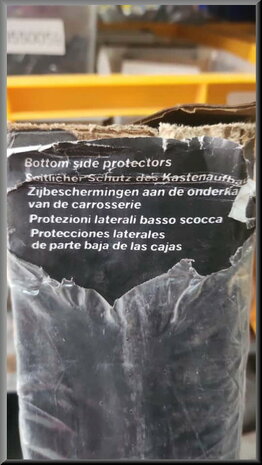 Bottom side protectors
Seitlicher Schutz des Kastenaufba
Zijbeschermingen aan de onderka
van de carrosserie
Protezioni laterali basso scocca
Protecciones laterales
de parte baja de las cajas